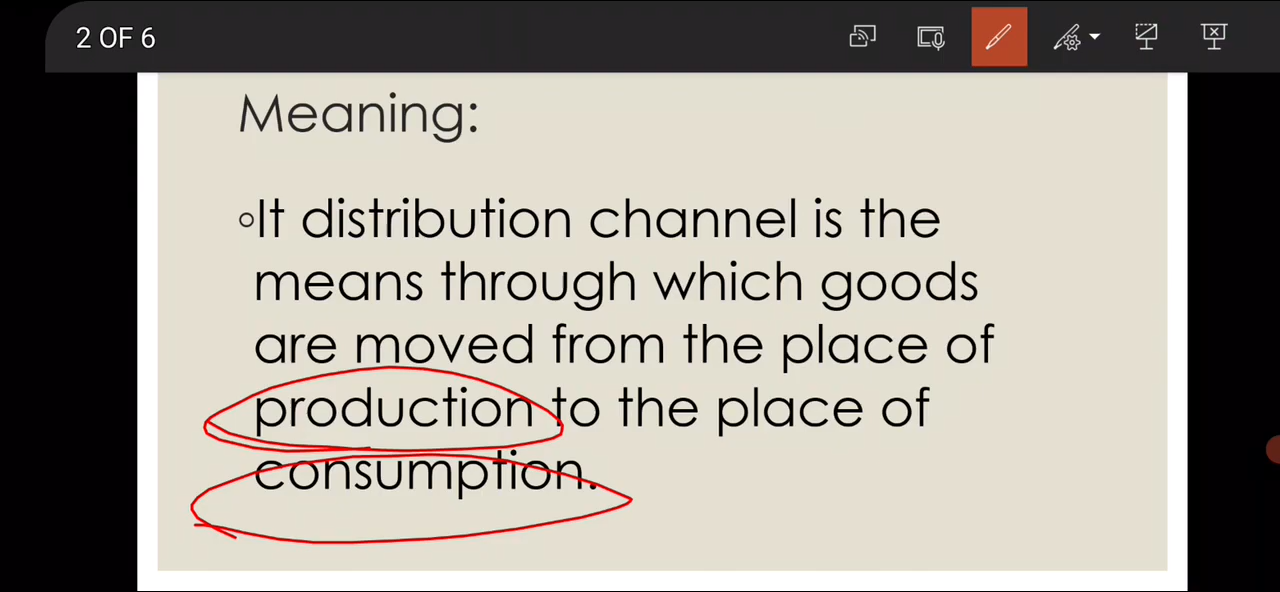 2 OF 6
Meaning:
◦It distribution channel is the
means through which goods
are moved from the place of
production to the place of
consumption.